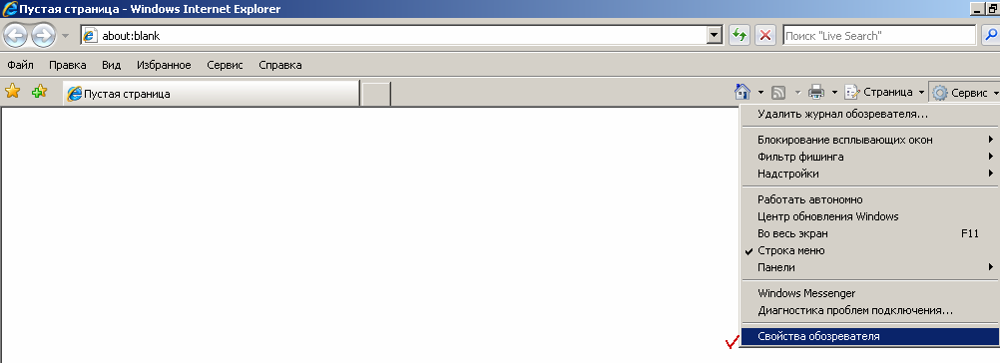 Пустая страница - Windows Internet Explorer
about:blank
Поиск "Live Search"
Файл Правка Вид Избранное Сервис Справка
Пустая страница
Страница Сервис
Удалить журнал обозревателя...
Блокирование всплывающих окон
Фильтр фишинга
Надстройки
Работать автономно
Центр обновления Windows
Во весь экран F11
Строка меню
Панели
Windows Messenger
Диагностика проблем подключения...
Свойства обозревателя